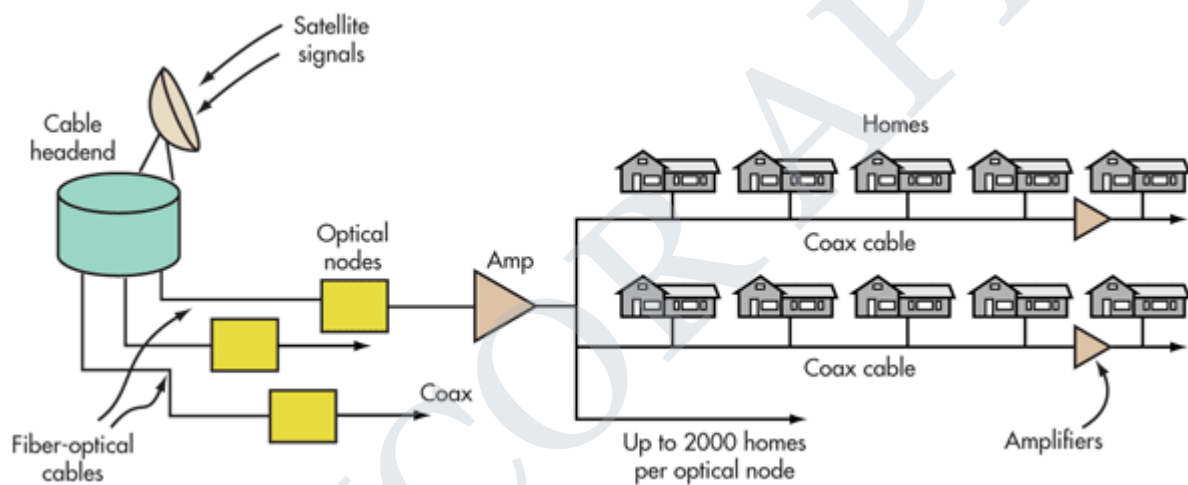 Satellite
signals
Cable
headend
Homes
Optical
nodes
Amp
Coax cable
Coax cable
Coax
Fiber-optical
cables
Up to 2000 homes
per optical node
Amplifiers